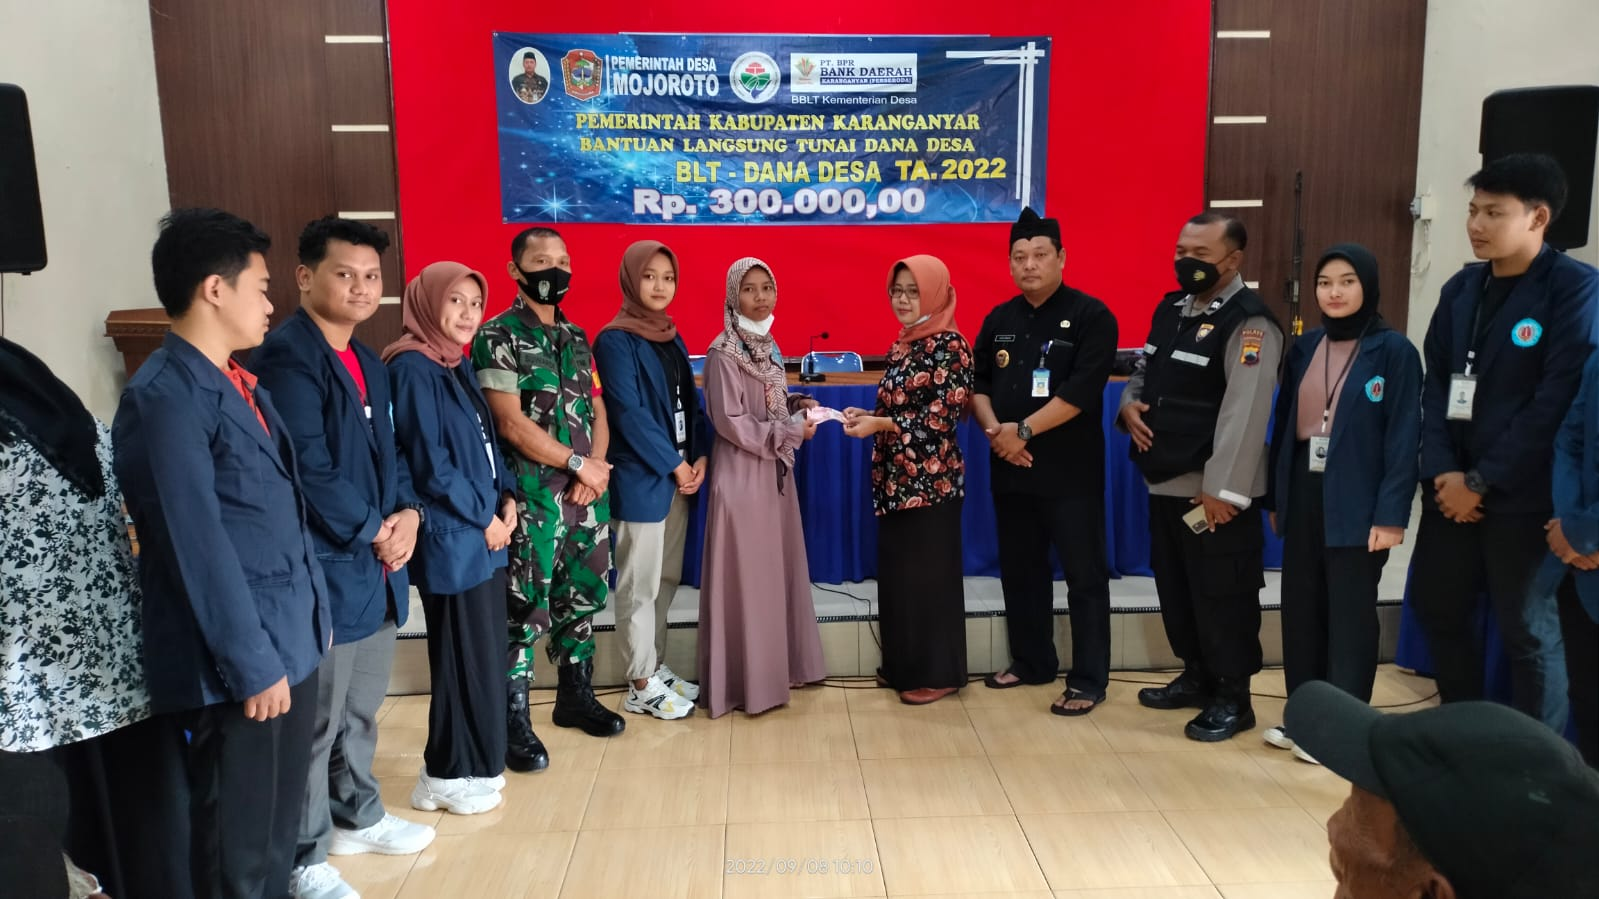 PEMERINTAH DESA
MOJOROTO
PT. BPR
BANK DAERAH
KARANGANYAR (PERSERODA)
BBLT Kementerian Desa
PEMERINTAH KABUPATEN KARANGANYAR
BANTUAN LANGSUNG TUNAI DANA DESA
BLT - DANA DESA TA.2022
Rp. 300.000,00
2022/09/08 10:10